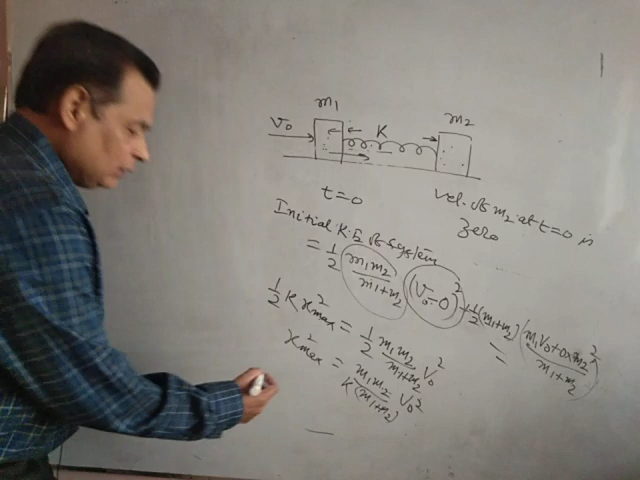 m₁ m₂
V₀ K
t=0 vel. of m₂ at t=0 is
zero
Initial K.E of system
= 1/2 m₁m₂/(m₁+m₂) (V₀-0)² + 1/2 (m₁+m₂) (m₁V₀+0×m₂/(m₁+m₂))²
1/2 K x²max = 1/2 m₁m₂/(m₁+m₂) V₀² =
x²max = m₁m₂/K(m₁+m₂) V₀²